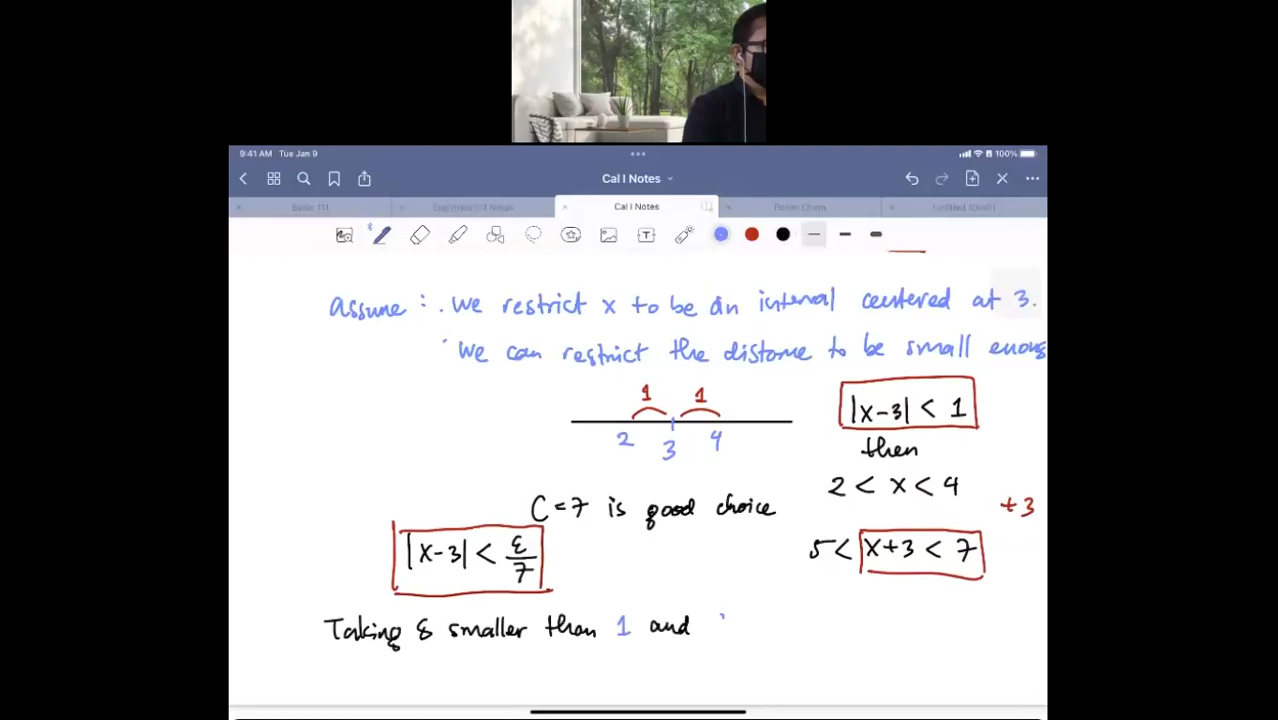 9:41 AM Tue Jan 9
100%
Cal I Notes
Cal I Notes
assume : . We restrict x to be an interval centered at 3.
. We can restrict the distance to be small enoug
1 1
2 3 4
|x-3| < 1
then
2 < x < 4
+3
C = 7 is good choice
5 < x+3 < 7
|x-3| < ε/7
Taking δ smaller than 1 and